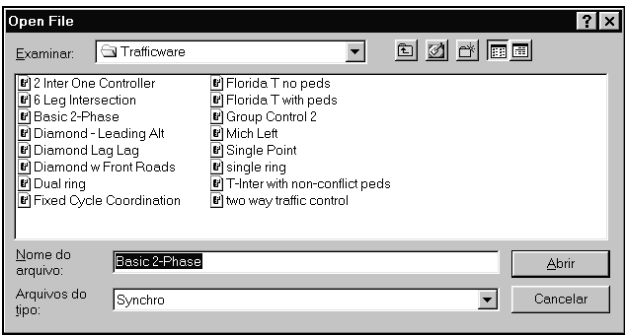 Open File
Examinar: Trafficware
2 Inter One Controller
6 Leg Intersection
Basic 2-Phase
Diamond - Leading Alt
Diamond Lag Lag
Diamond w Front Roads
Dual ring
Fixed Cycle Coordination
Florida T no peds
Florida T with peds
Group Control 2
Mich Left
Single Point
single ring
T-Inter with non-conflict peds
two way traffic control
Nome do
arquivo:
Basic 2-Phase
Abrir
Arquivos do
tipo:
Synchro
Cancelar